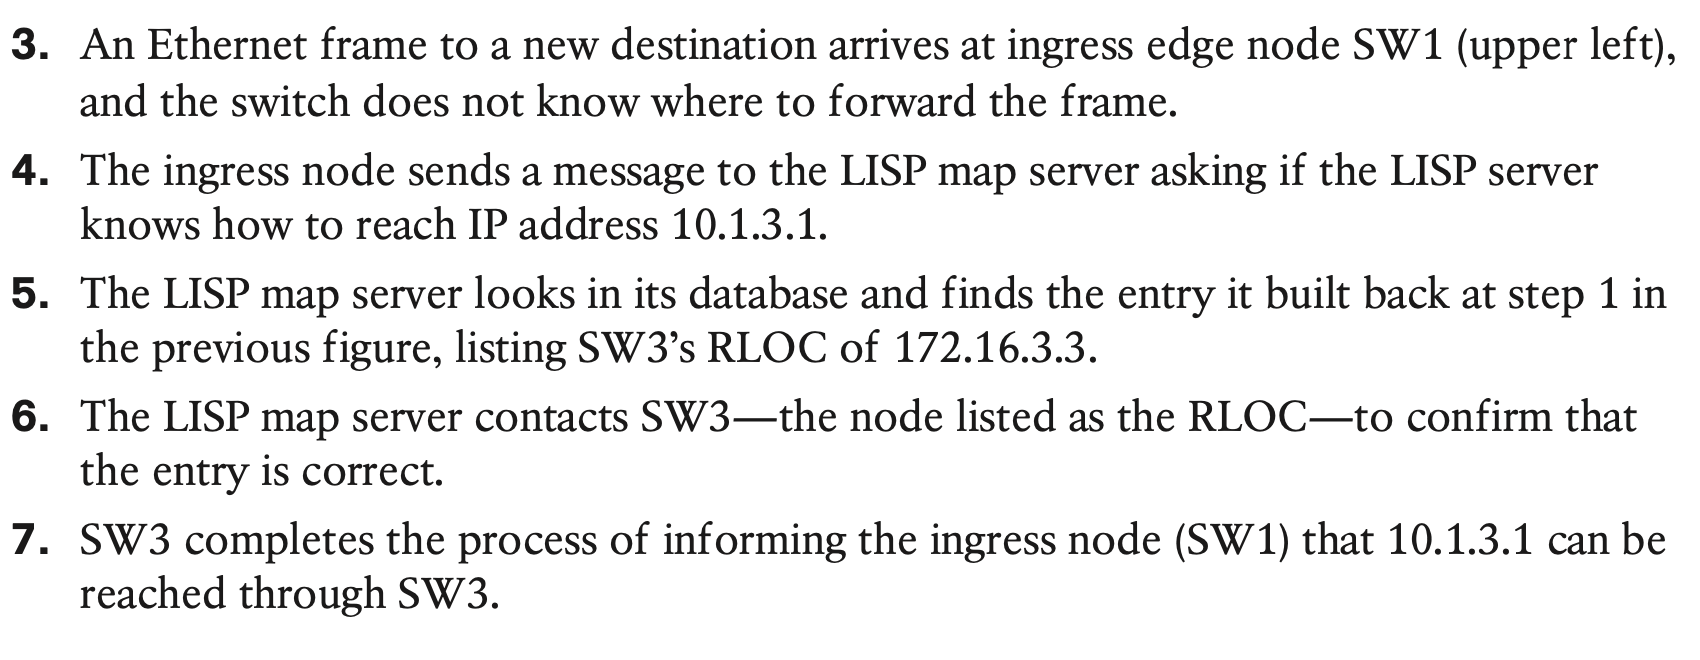 3. An Ethernet frame to a new destination arrives at ingress edge node SW1 (upper left),
and the switch does not know where to forward the frame.
4. The ingress node sends a message to the LISP map server asking if the LISP server
knows how to reach IP address 10.1.3.1.
5. The LISP map server looks in its database and finds the entry it built back at step 1 in
the previous figure, listing SW3’s RLOC of 172.16.3.3.
6. The LISP map server contacts SW3—the node listed as the RLOC—to confirm that
the entry is correct.
7. SW3 completes the process of informing the ingress node (SW1) that 10.1.3.1 can be
reached through SW3.